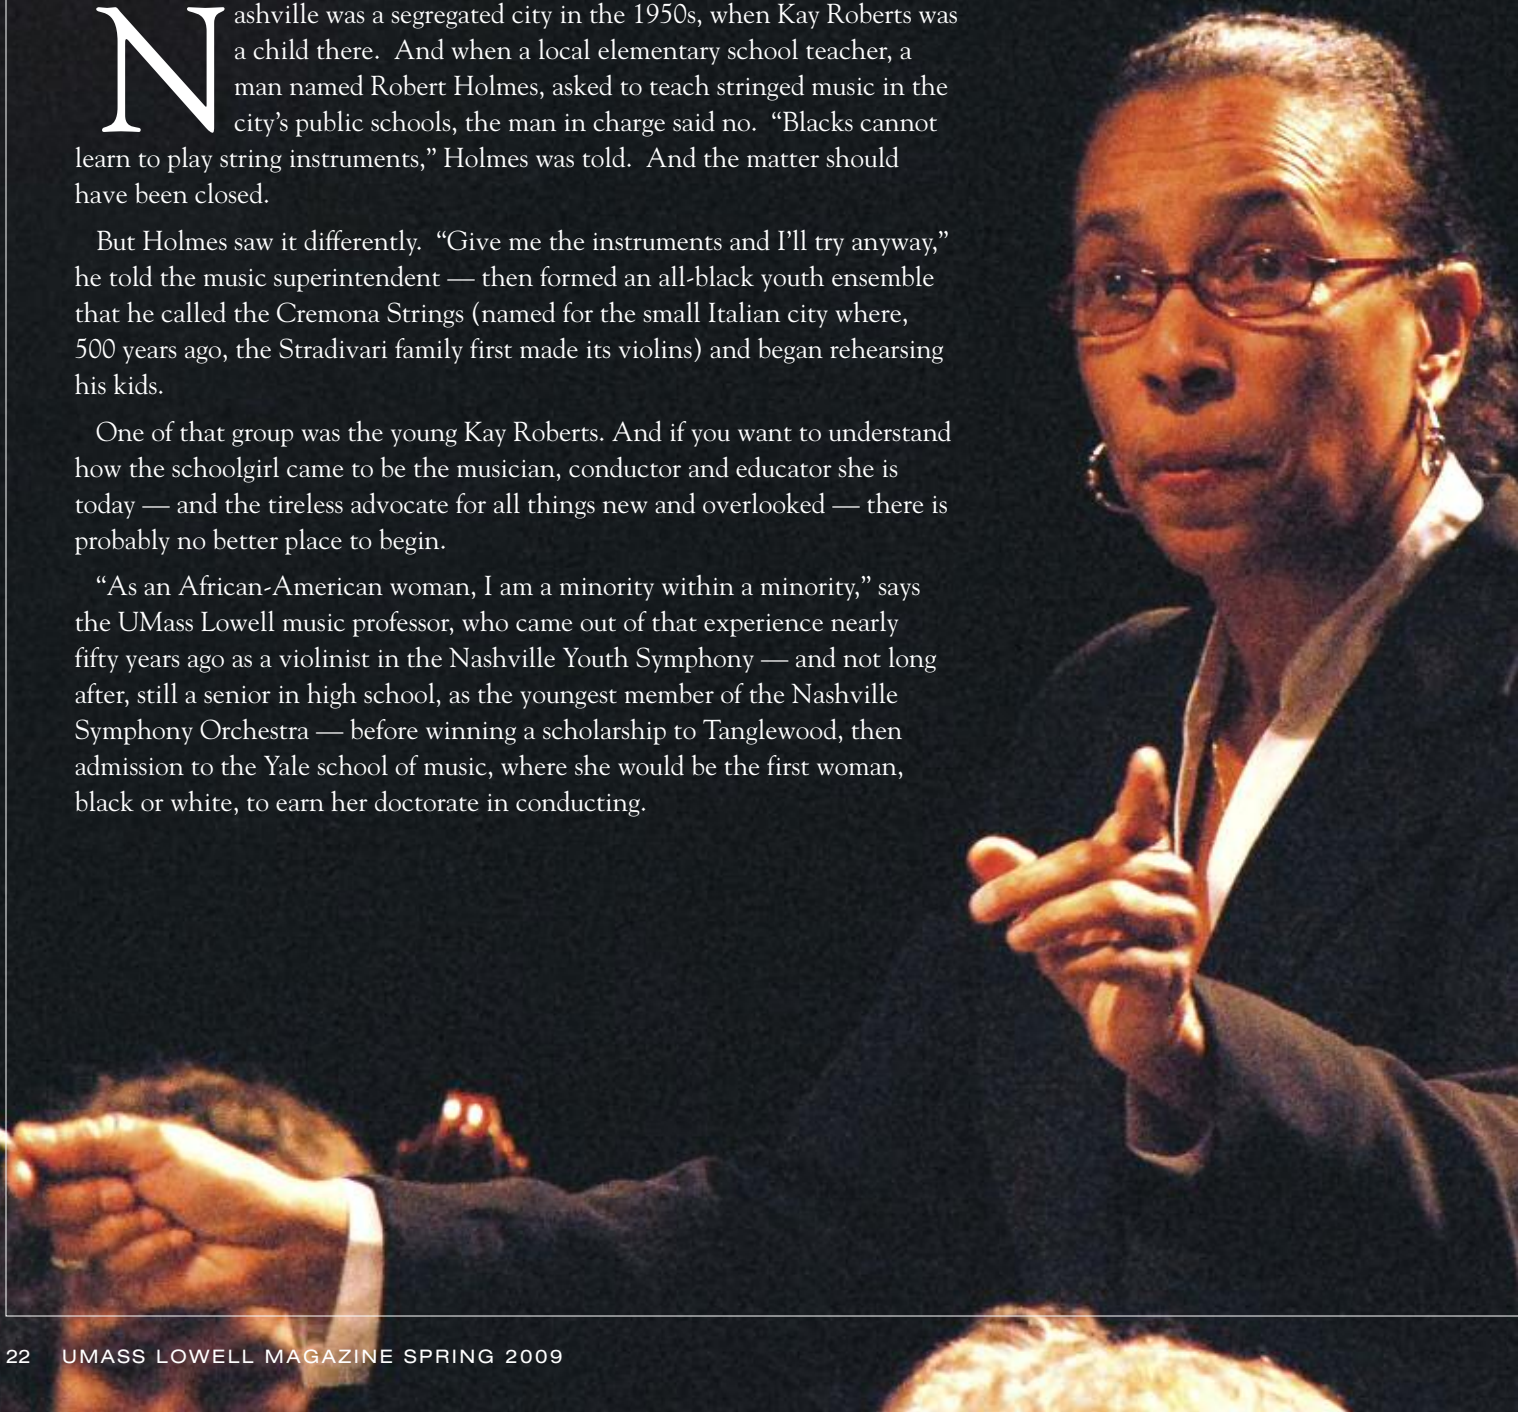 Nashville was a segregated city in the 1950s, when Kay Roberts was
a child there.  And when a local elementary school teacher, a
man named Robert Holmes, asked to teach stringed music in the
city’s public schools, the man in charge said no.  “Blacks cannot
learn to play string instruments,” Holmes was told.  And the matter should
have been closed.
But Holmes saw it differently.  “Give me the instruments and I’ll try anyway,”
he told the music superintendent — then formed an all-black youth ensemble
that he called the Cremona Strings (named for the small Italian city where,
500 years ago, the Stradivari family first made its violins) and began rehearsing
his kids.
One of that group was the young Kay Roberts. And if you want to understand
how the schoolgirl came to be the musician, conductor and educator she is
today — and the tireless advocate for all things new and overlooked — there is
probably no better place to begin.
“As an African-American woman, I am a minority within a minority,” says
the UMass Lowell music professor, who came out of that experience nearly
fifty years ago as a violinist in the Nashville Youth Symphony — and not long
after, still a senior in high school, as the youngest member of the Nashville
Symphony Orchestra — before winning a scholarship to Tanglewood, then
admission to the Yale school of music, where she would be the first woman,
black or white, to earn her doctorate in conducting.
22 UMASS LOWELL MAGAZINE SPRING 2009